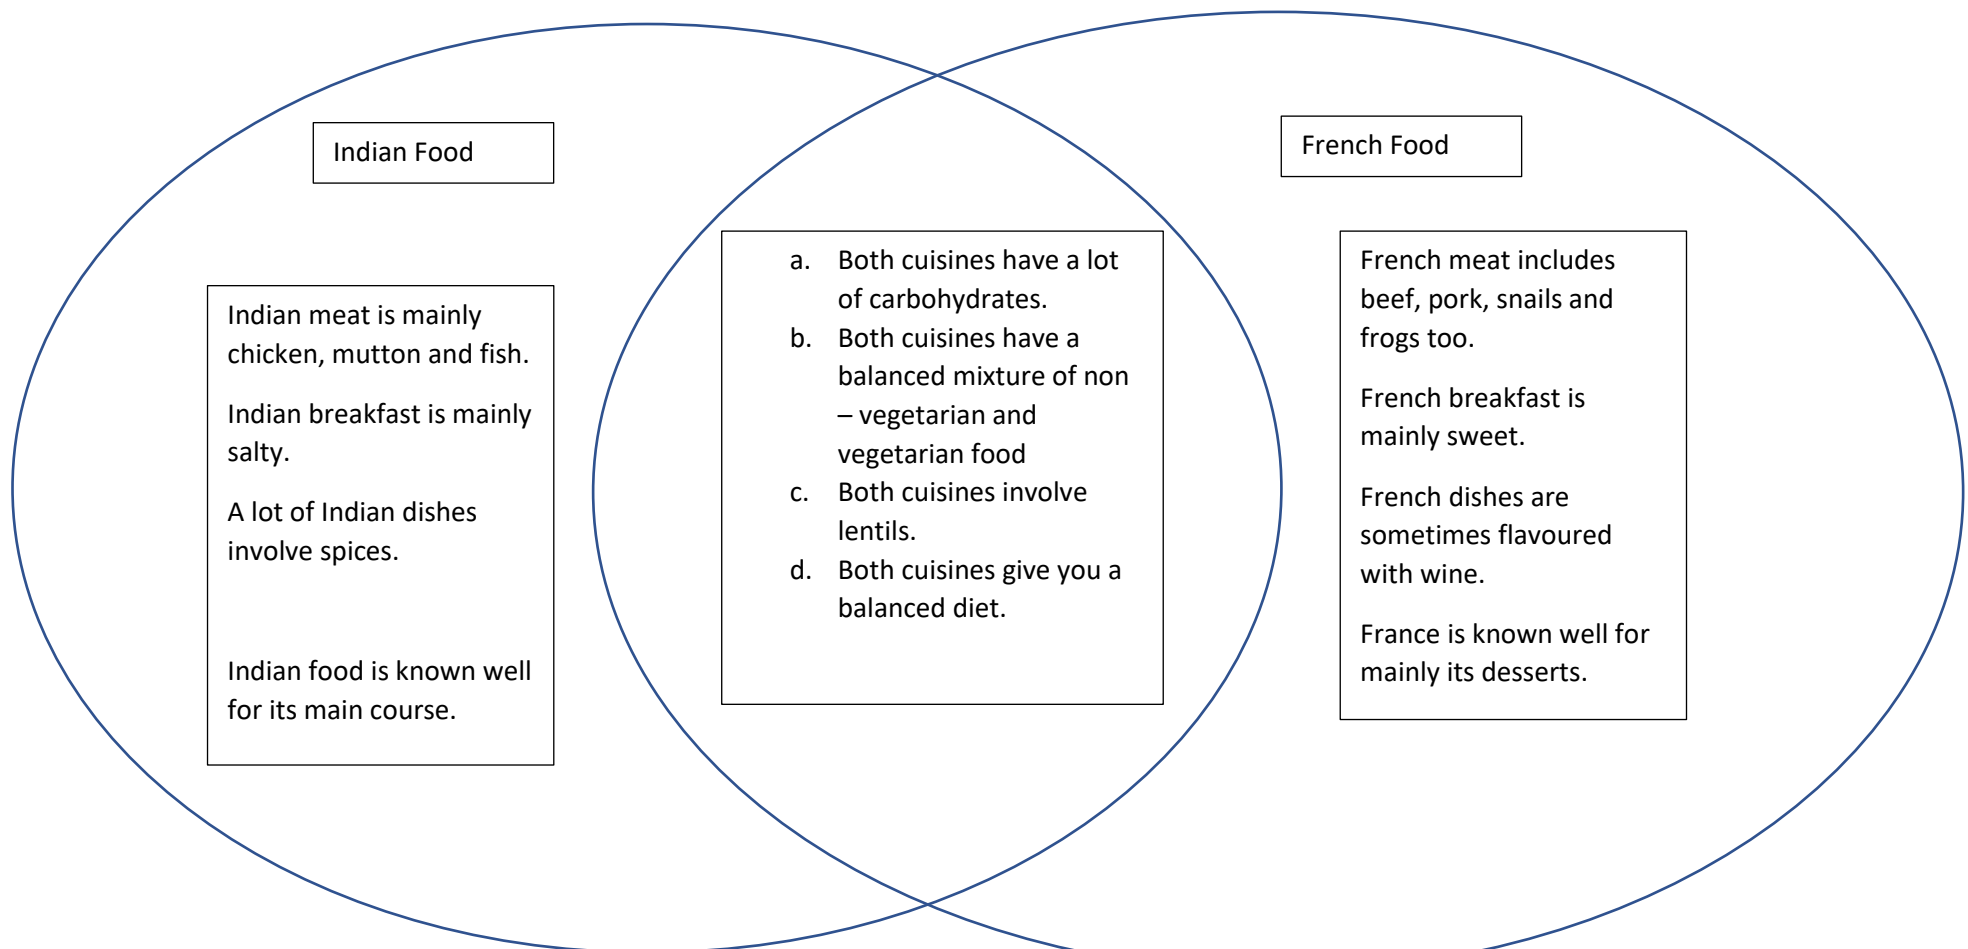 Indian Food
French Food
Indian meat is mainly
chicken, mutton and fish.
Indian breakfast is mainly
salty.
A lot of Indian dishes
involve spices.
Indian food is known well
for its main course.
a. Both cuisines have a lot
of carbohydrates.
b. Both cuisines have a
balanced mixture of non
– vegetarian and
vegetarian food
c. Both cuisines involve
lentils.
d. Both cuisines give you a
balanced diet.
French meat includes
beef, pork, snails and
frogs too.
French breakfast is
mainly sweet.
French dishes are
sometimes flavoured
with wine.
France is known well for
mainly its desserts.